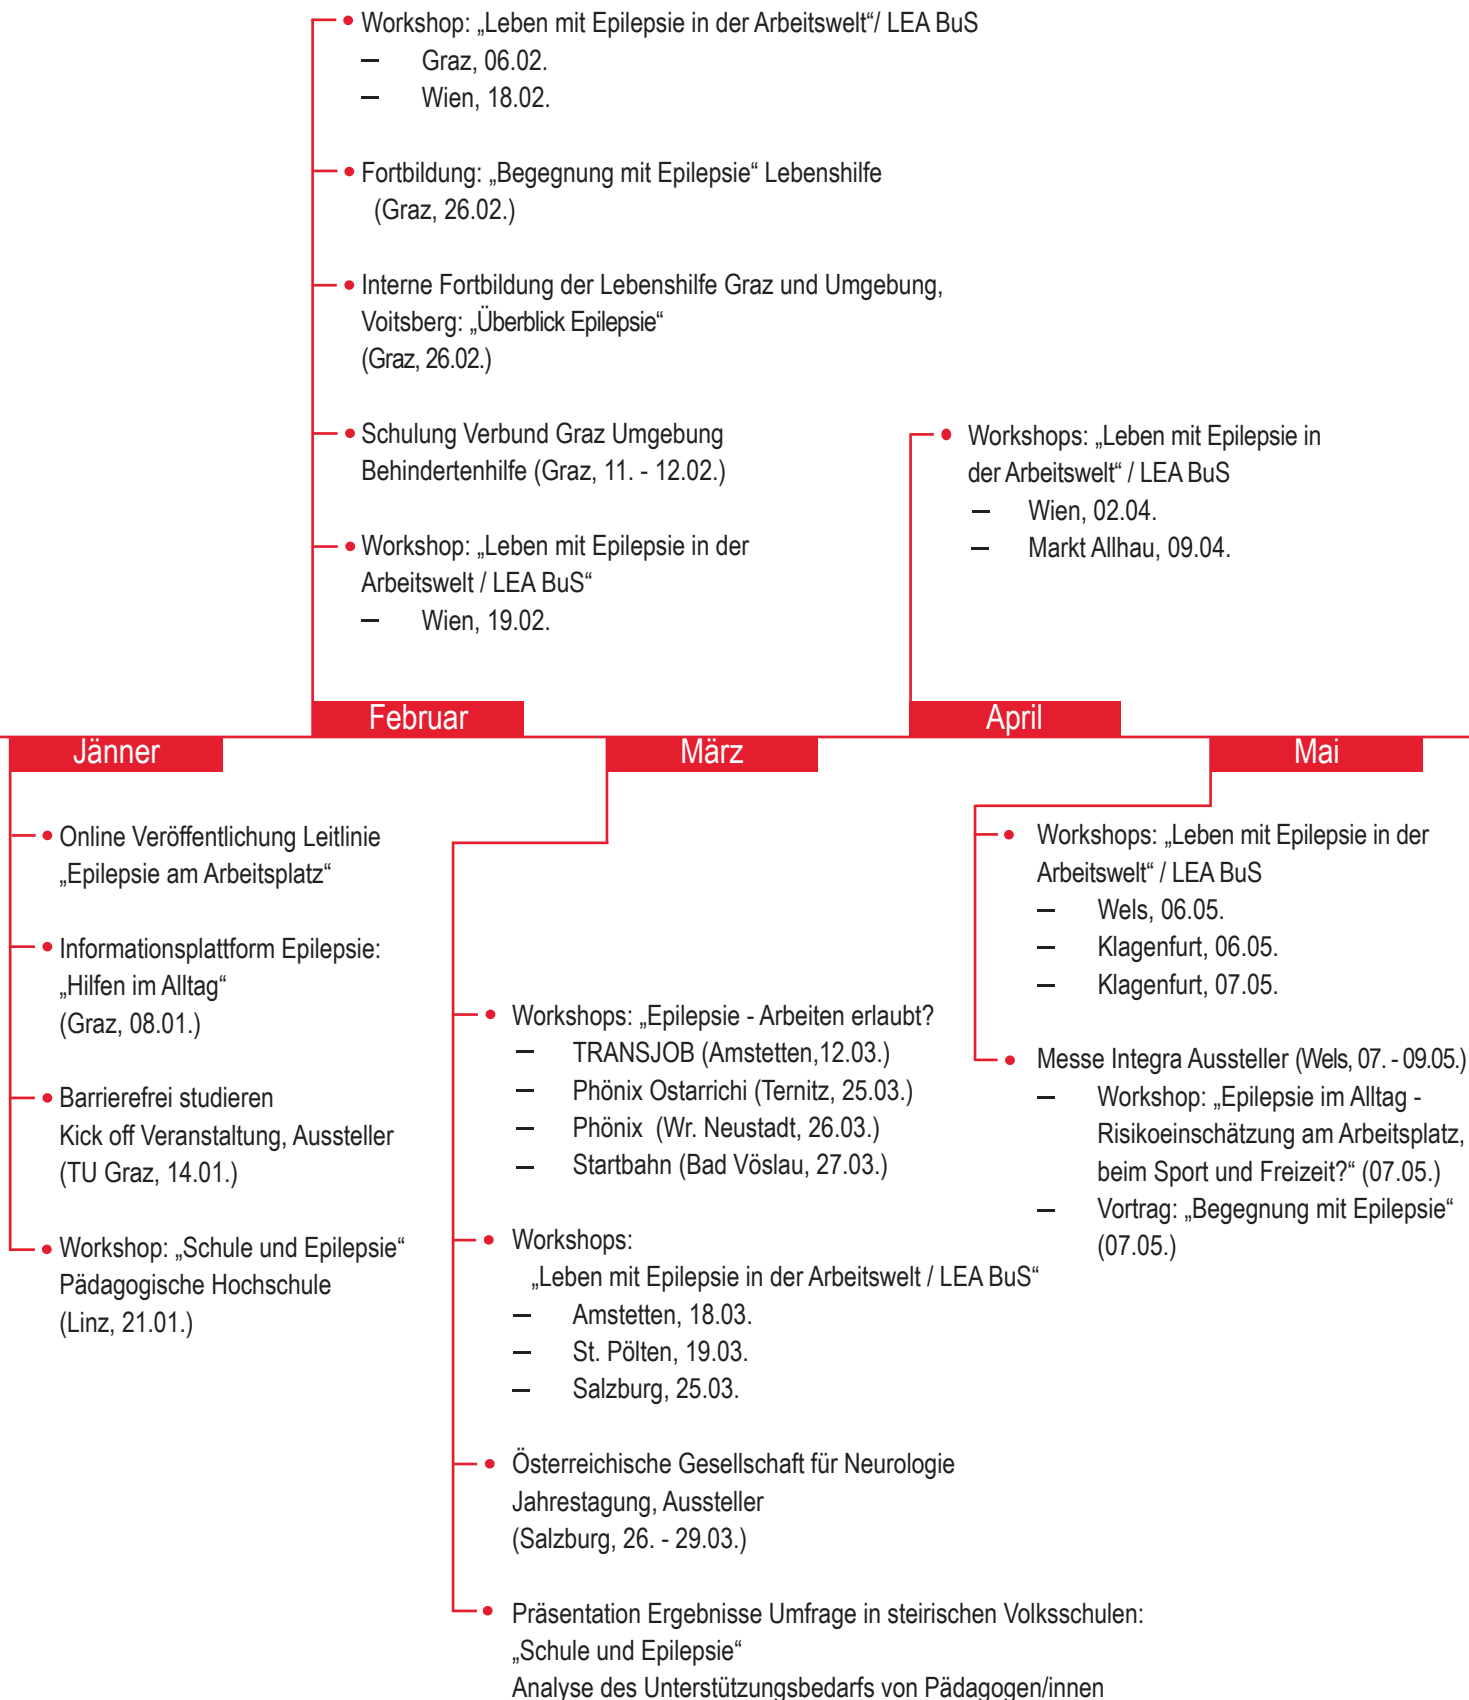 Workshop: „Leben mit Epilepsie in der Arbeitswelt“/ LEA BuS
– Graz, 06.02.
– Wien, 18.02.
Fortbildung: „Begegnung mit Epilepsie“ Lebenshilfe
(Graz, 26.02.)
Interne Fortbildung der Lebenshilfe Graz und Umgebung,
Voitsberg: „Überblick Epilepsie“
(Graz, 26.02.)
Schulung Verbund Graz Umgebung
Behindertenhilfe (Graz, 11. - 12.02.)
Workshop: „Leben mit Epilepsie in der
Arbeitswelt / LEA BuS“
– Wien, 19.02.
Workshops: „Leben mit Epilepsie in
der Arbeitswelt“ / LEA BuS
– Wien, 02.04.
– Markt Allhau, 09.04.
Februar
April
Jänner
März
Mai
Online Veröffentlichung Leitlinie
„Epilepsie am Arbeitsplatz“
Informationsplattform Epilepsie:
„Hilfen im Alltag“
(Graz, 08.01.)
Barrierefrei studieren
Kick off Veranstaltung, Aussteller
(TU Graz, 14.01.)
Workshop: „Schule und Epilepsie“
Pädagogische Hochschule
(Linz, 21.01.)
Workshops: „Epilepsie - Arbeiten erlaubt?
– TRANSJOB (Amstetten,12.03.)
– Phönix Ostarrichi (Ternitz, 25.03.)
– Phönix (Wr. Neustadt, 26.03.)
– Startbahn (Bad Vöslau, 27.03.)
Workshops:
„Leben mit Epilepsie in der Arbeitswelt / LEA BuS“
– Amstetten, 18.03.
– St. Pölten, 19.03.
– Salzburg, 25.03.
Österreichische Gesellschaft für Neurologie
Jahrestagung, Aussteller
(Salzburg, 26. - 29.03.)
Präsentation Ergebnisse Umfrage in steirischen Volksschulen:
„Schule und Epilepsie“
Analyse des Unterstützungsbedarfs von Pädagogen/innen
Workshops: „Leben mit Epilepsie in der
Arbeitswelt“ / LEA BuS
– Wels, 06.05.
– Klagenfurt, 06.05.
– Klagenfurt, 07.05.
Messe Integra Aussteller (Wels, 07. - 09.05.)
– Workshop: „Epilepsie im Alltag -
Risikoeinschätzung am Arbeitsplatz,
beim Sport und Freizeit?“ (07.05.)
– Vortrag: „Begegnung mit Epilepsie“
(07.05.)